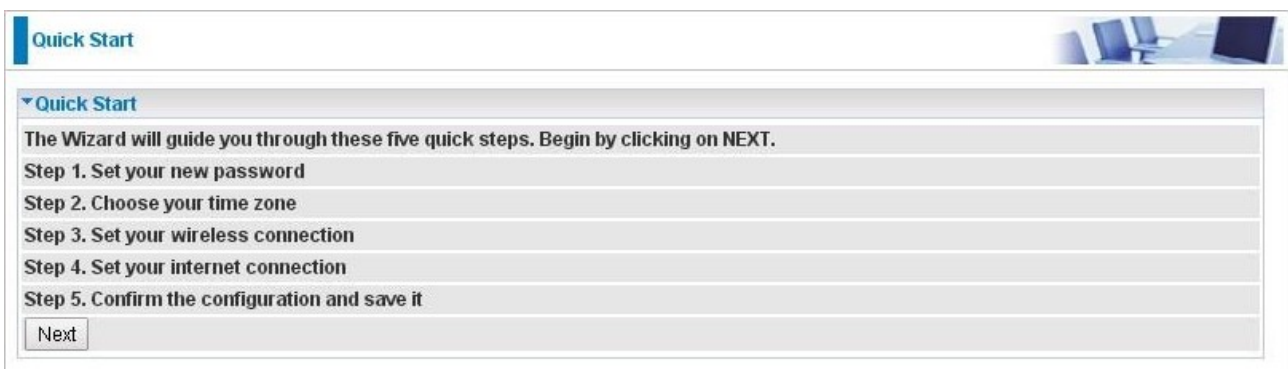 Quick Start
Quick Start
The Wizard will guide you through these five quick steps. Begin by clicking on NEXT.
Step 1. Set your new password
Step 2. Choose your time zone
Step 3. Set your wireless connection
Step 4. Set your internet connection
Step 5. Confirm the configuration and save it
Next